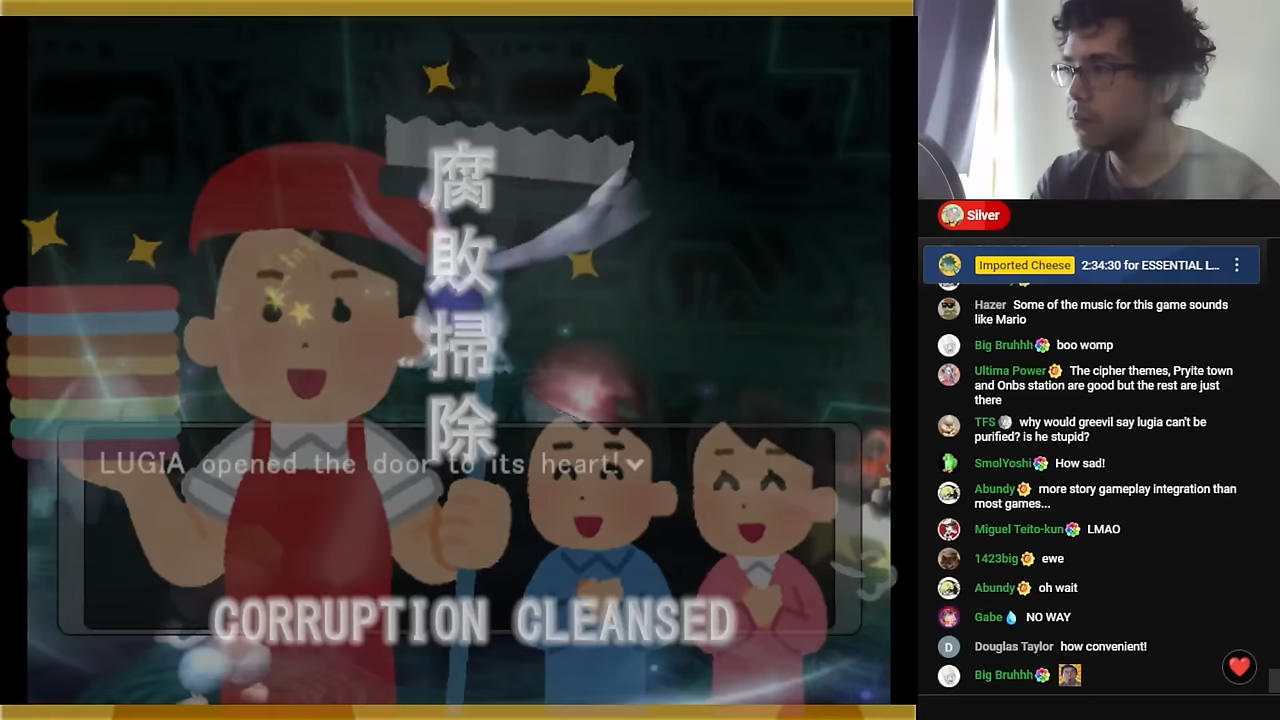 腐敗掃除
LUGIA opened the door to its heart!
CORRUPTION CLEANSED
Silver
Imported Cheese 2:34:30 for ESSENTIAL L...
Hazer Some of the music for this game sounds
like Mario
Big Bruhhh boo womp
Ultima Power The cipher themes, Pryite town
and Onbs station are good but the rest are just
there
TFS why would greevil say lugia can't be
purified? is he stupid?
SmolYoshi How sad!
Abundy more story gameplay integration than
most games...
Miguel Teito-kun LMAO
1423big ewe
Abundy oh wait
Gabe NO WAY
D Douglas Taylor how convenient!
Big Bruhhh